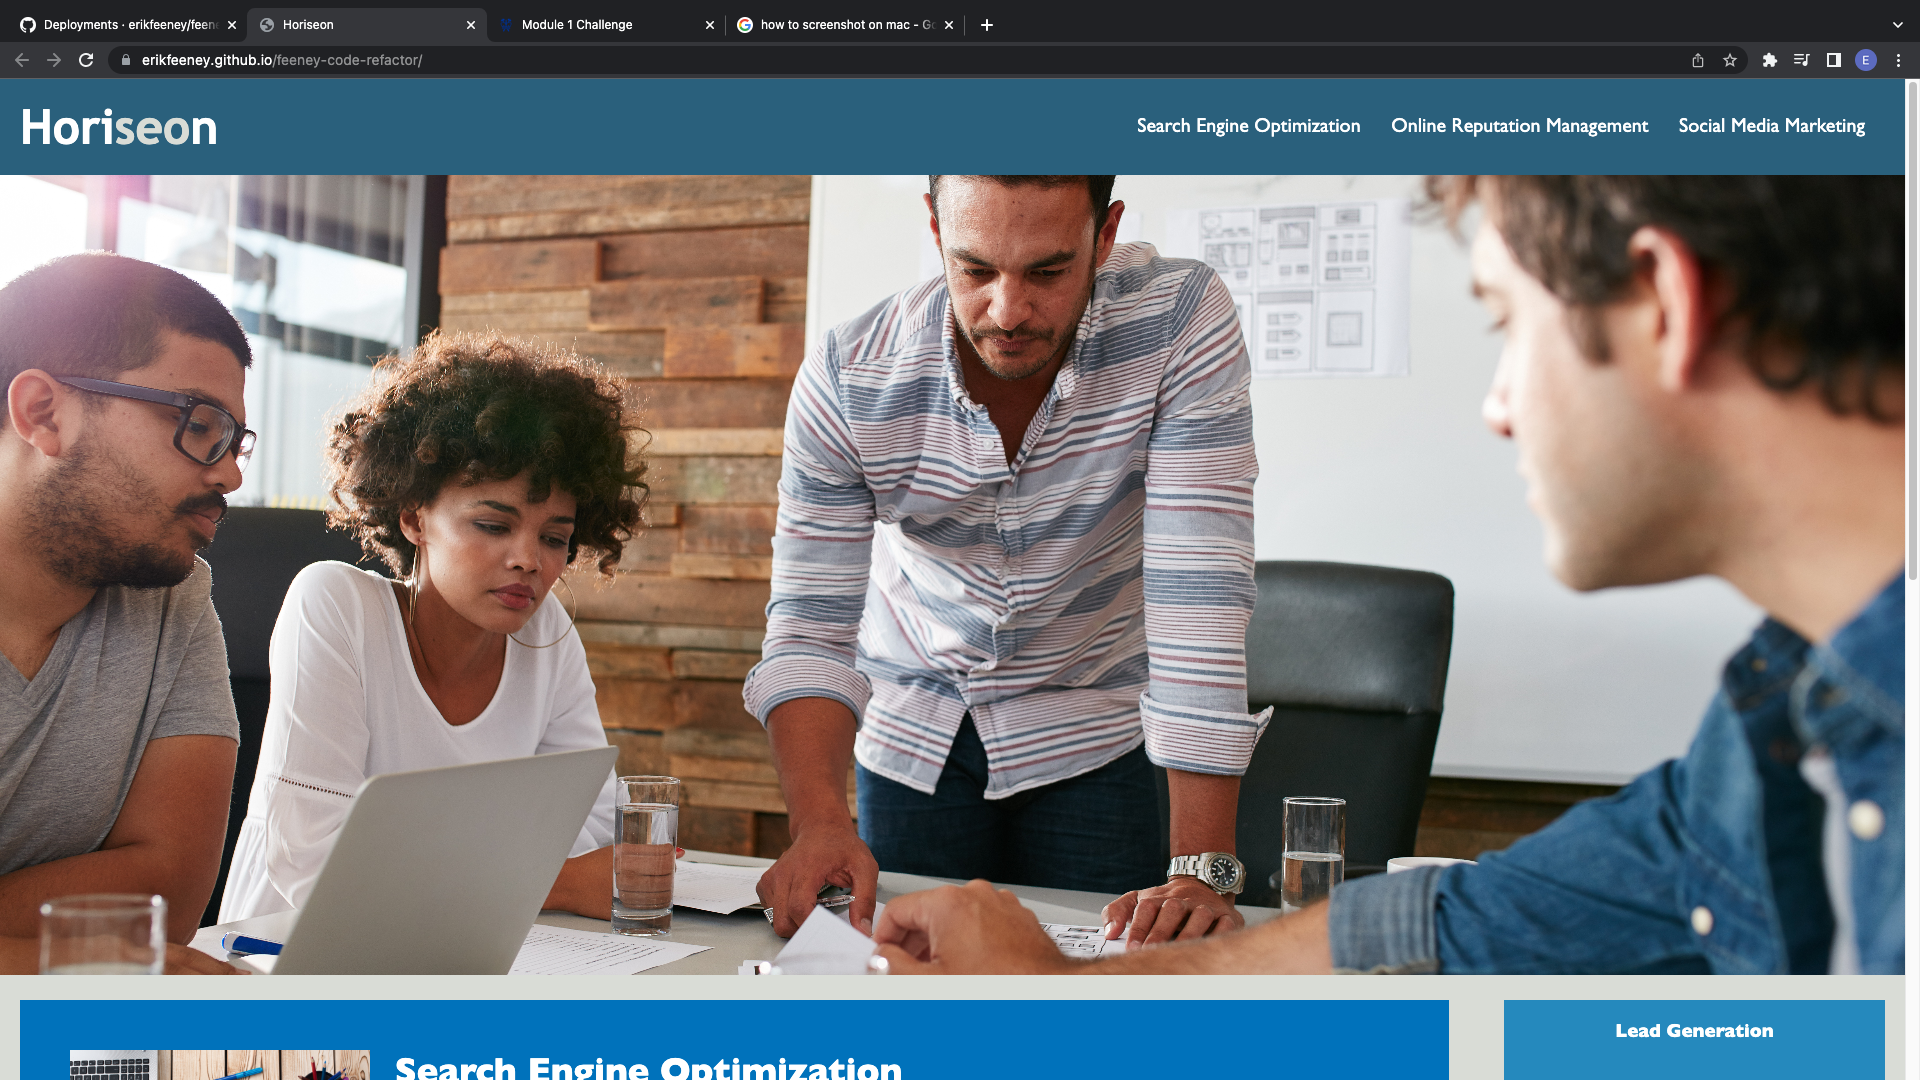 Deployments · erikfeeney/feen
Horiseon
Module 1 Challenge
how to screenshot on mac - Go
erikfeeney.github.io/feeney-code-refactor/
E
Horiseon
Search Engine Optimization
Online Reputation Management
Social Media Marketing
Search Engine Optimization
Lead Generation